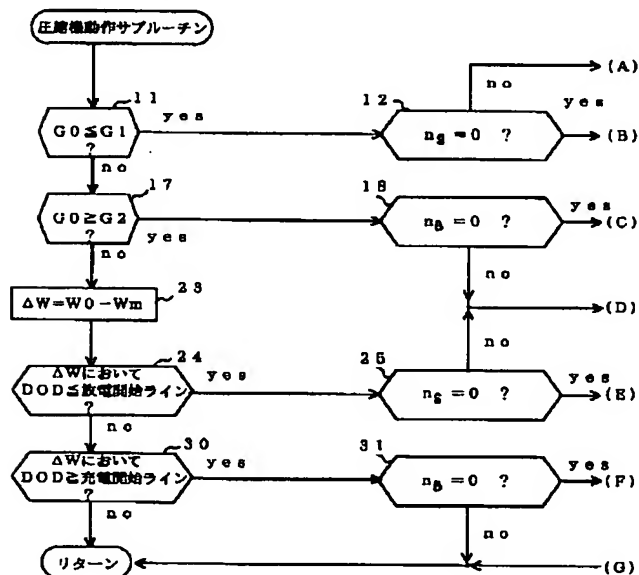 圧縮機動作サブルーチン
11
G0≦G1
?
yes
no
12
nS=0 ?
no
(A)
yes
(B)
17
G0≧G2
?
yes
no
18
nB=0 ?
yes
(C)
no
(D)
ΔW=W0-Wm
23
24
ΔWにおいて
DOD≦放電開始ライン
?
yes
no
25
nS=0 ?
no
yes
(E)
30
ΔWにおいて
DOD≧充電開始ライン
?
yes
no
31
nB=0 ?
yes
(F)
no
リターン
(G)